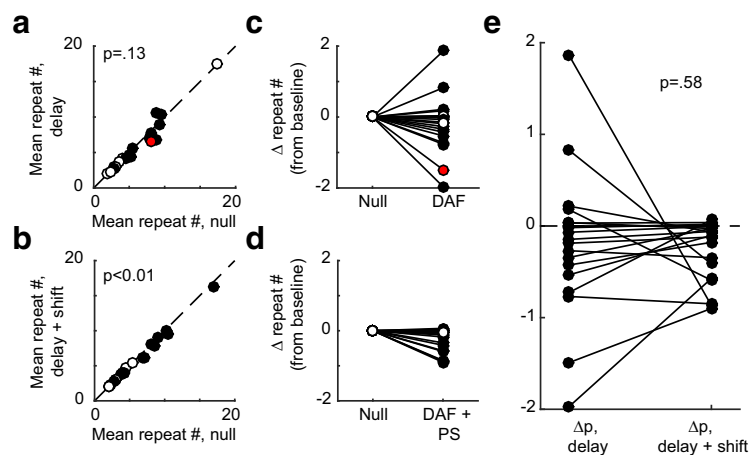 a
20
p=.13
Mean repeat #,
delay
0
0
20
Mean repeat #, null
b
20
p<0.01
Mean repeat #,
delay + shift
0
0
20
Mean repeat #, null
c
2
Δ repeat #
(from baseline)
0
-2
Null
DAF
d
2
Δ repeat #
(from baseline)
0
-2
Null
DAF +
PS
e
2
p=.58
1
0
-1
-2
Δp,
delay
Δp,
delay + shift